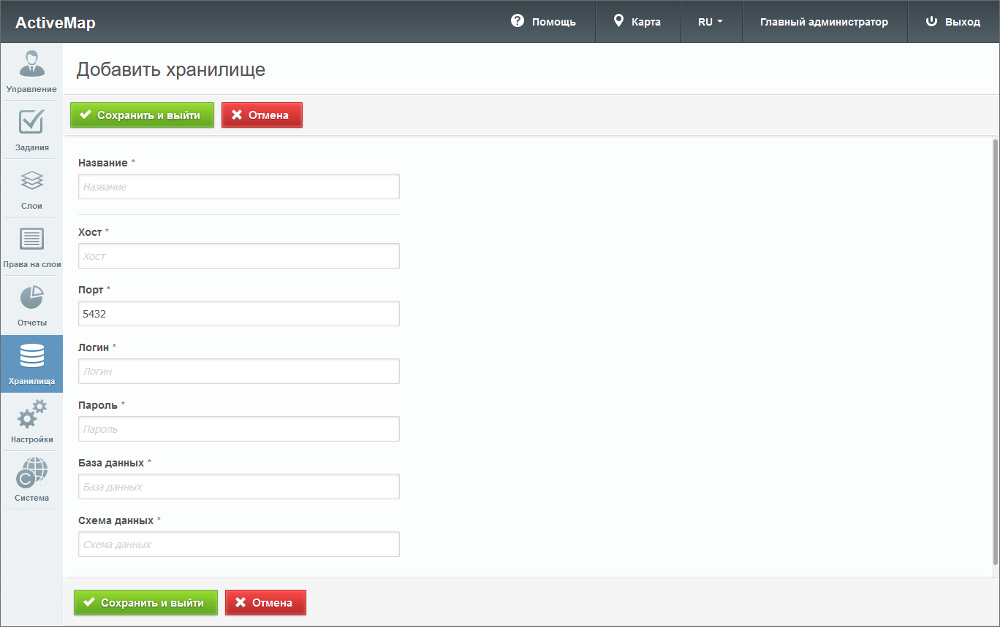 ActiveMap
Помощь
Карта
RU
Главный администратор
Выход
Управление
Задания
Слои
Права на слои
Отчеты
Хранилища
Настройки
Система
Добавить хранилище
Сохранить и выйти
Отмена
Название *
Название
Хост *
Хост
Порт *
5432
Логин *
Логин
Пароль *
Пароль
База данных *
База данных
Схема данных *
Схема данных
Сохранить и выйти
Отмена